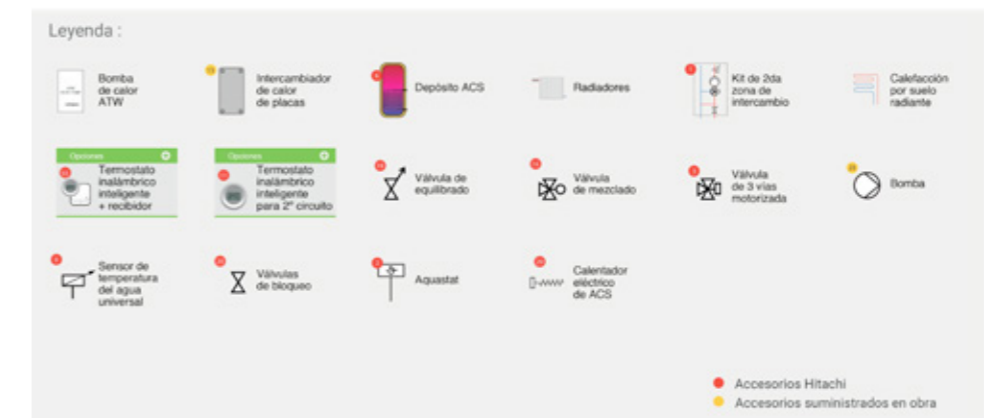 Leyenda :
Bomba
de calor
ATW
Intercambiador
de calor
de placas
Depósito ACS
Radiadores
Kit de 2da
zona de
intercambio
Calefacción
por suelo
radiante
Opciones
Termostato
inalámbrico
inteligente
+ recibidor
Opciones
Termostato
inalámbrico
inteligente
para 2º circuito
Válvula de
equilibrado
Válvula
de mezclado
Válvula
de 3 vías
motorizada
Bomba
Sensor de
temperatura
del agua
universal
Válvulas
de bloqueo
Aquastat
Calentador
eléctrico
de ACS
Accesorios Hitachi
Accesorios suministrados en obra